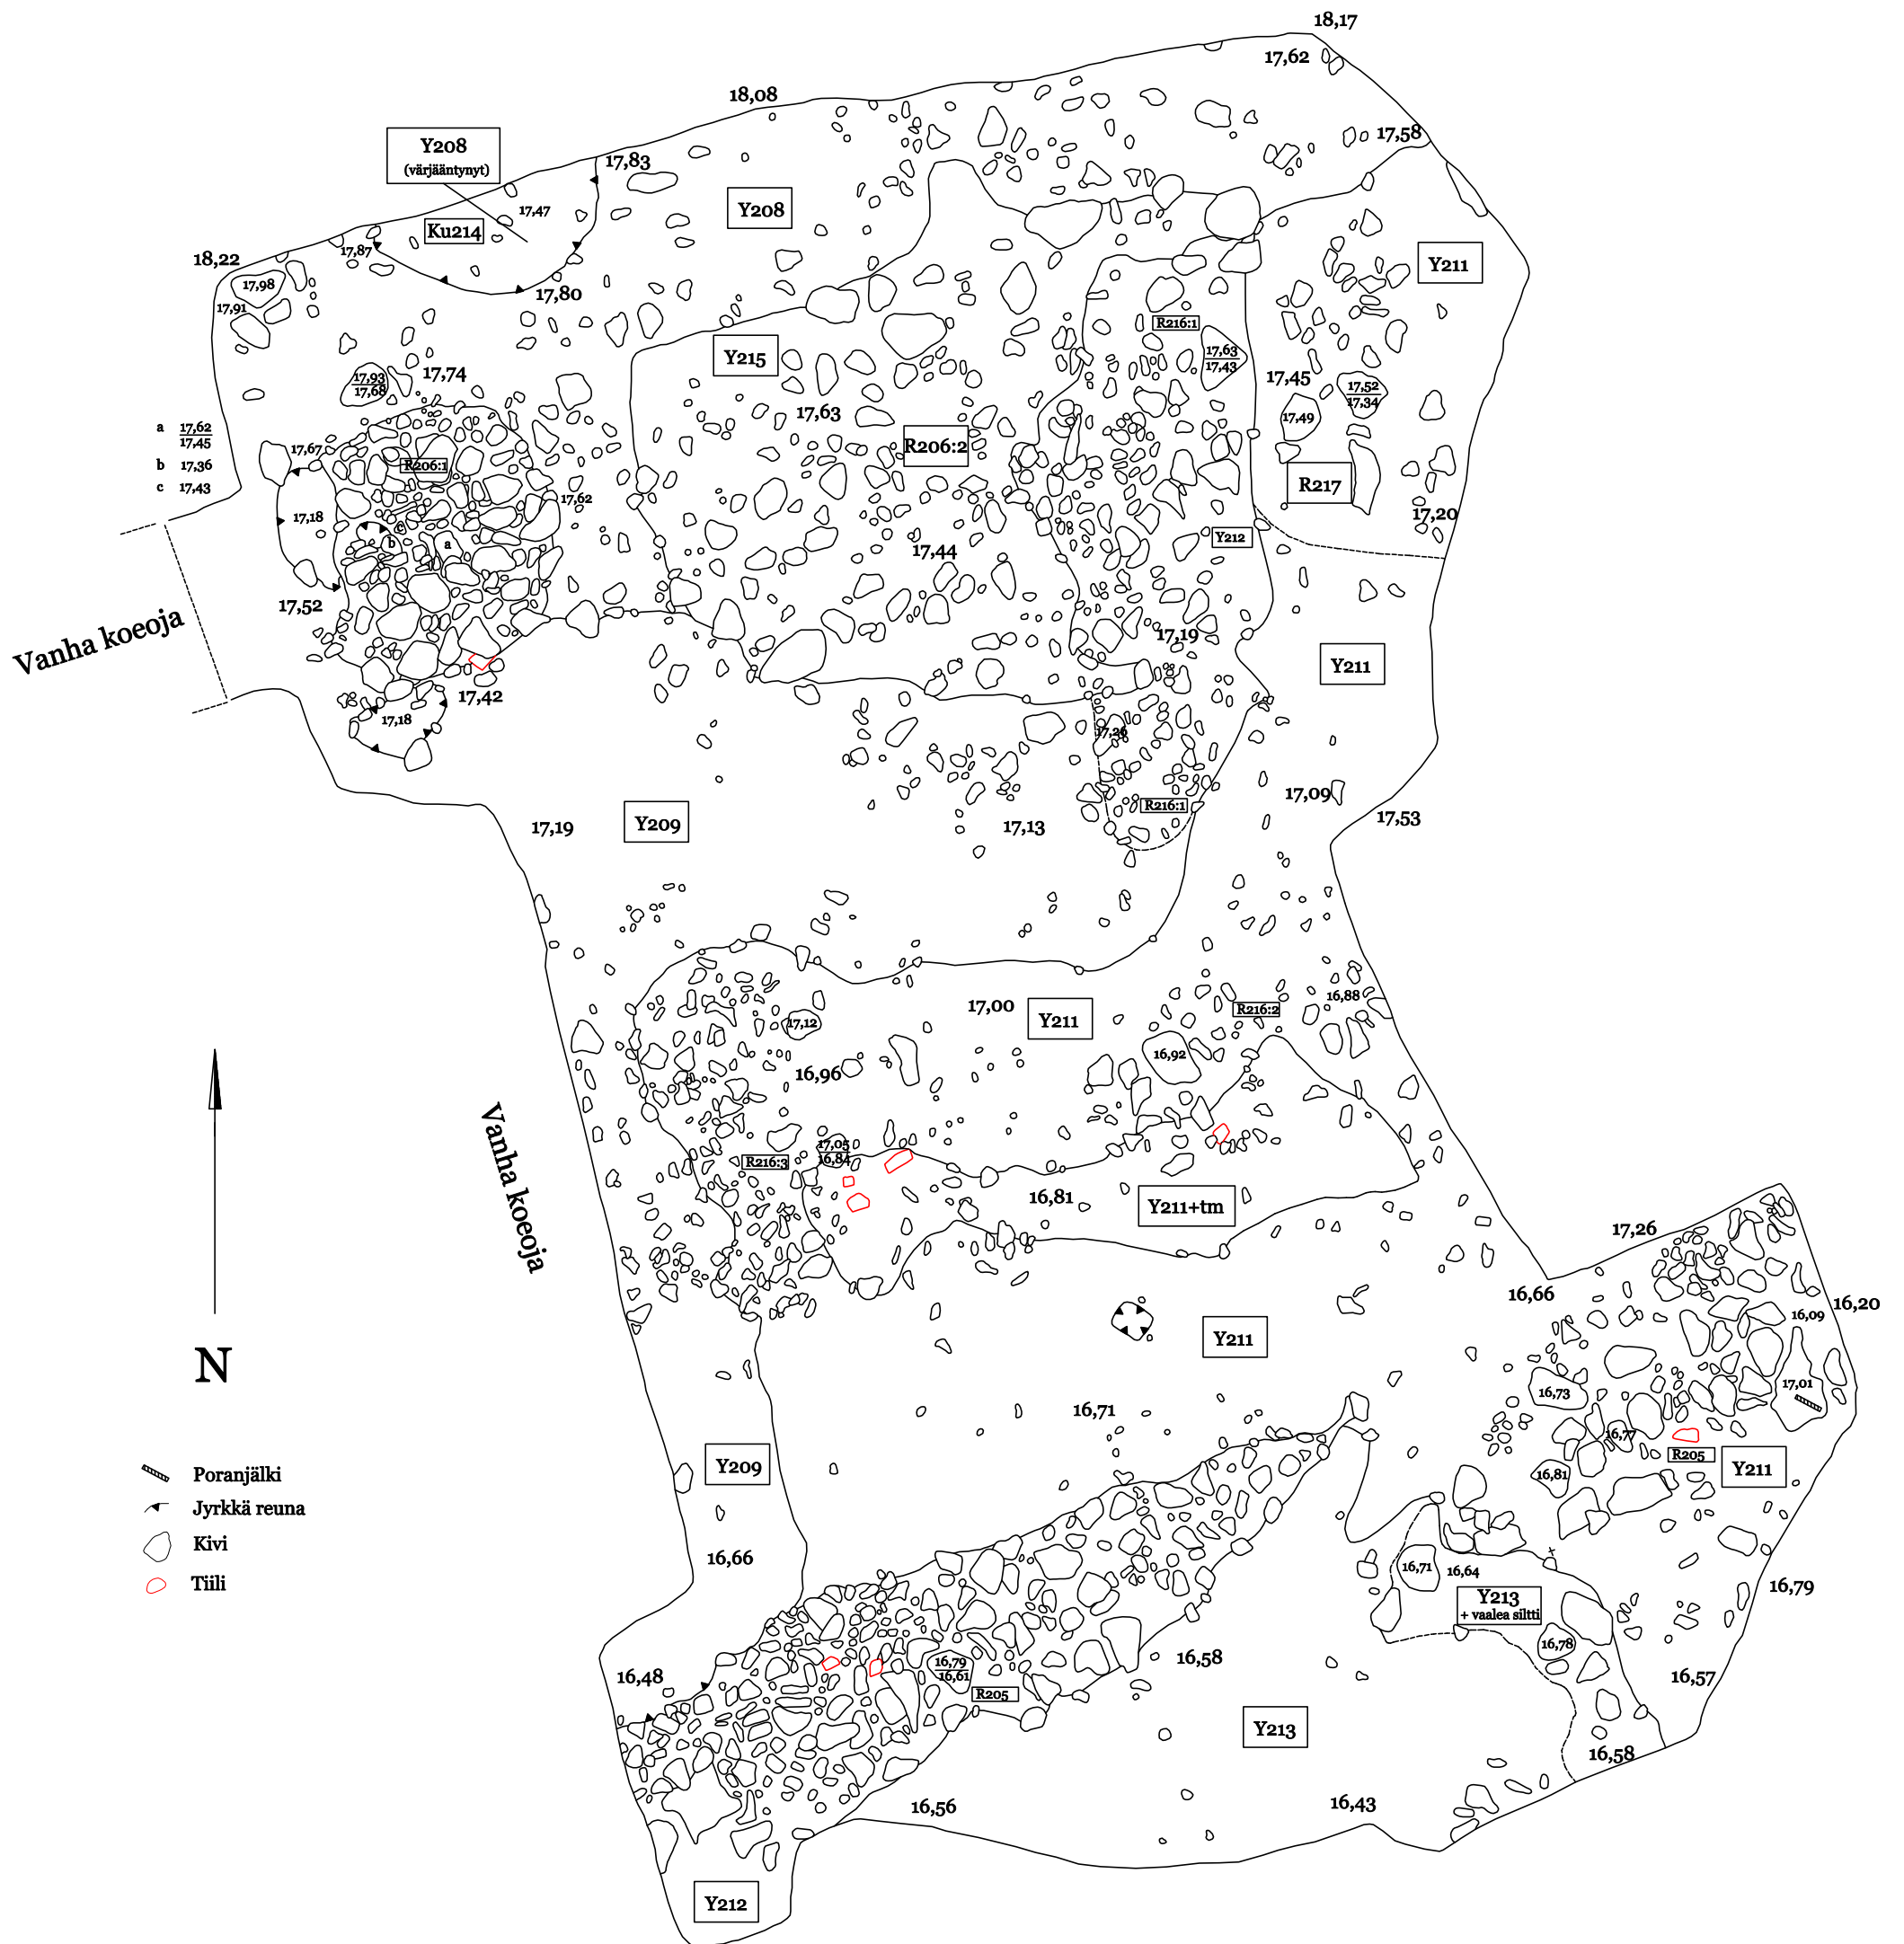 18,17
17,62
18,08
17,58
Y208
(värjääntynyt)
17,83
17,47
Y208
Ku214
17,87
18,22
17,98
17,91
17,80
Y211
R216:1
Y215
17,63
17,43
17,45
17,52
17,34
17,93
17,68
17,74
17,63
17,49
a 17,62
17,45
b 17,36
c 17,43
17,67
R206:1
R206:2
R217
17,62
17,18
c
b
a
17,20
Y212
17,44
17,52
Vanha koeoja
17,19
Y211
17,42
17,18
17,26
17,09
R216:1
17,53
17,19
Y209
17,13
17,00
Y211
R216:2
16,88
17,12
16,92
16,96
Vanha koeoja
17,05
16,84
R216:3
16,81
Y211+tm
17,26
16,66
16,20
16,09
N
Y211
16,73
17,01
16,71
16,77
R205
Y211
16,81
Y209
Poranjälki
Jyrkkä reuna
Kivi
Tiili
16,66
16,71
16,64
16,79
Y213
+ vaalea siltti
16,78
16,58
16,48
16,79
16,61
R205
16,57
Y213
16,58
16,56
16,43
Y212